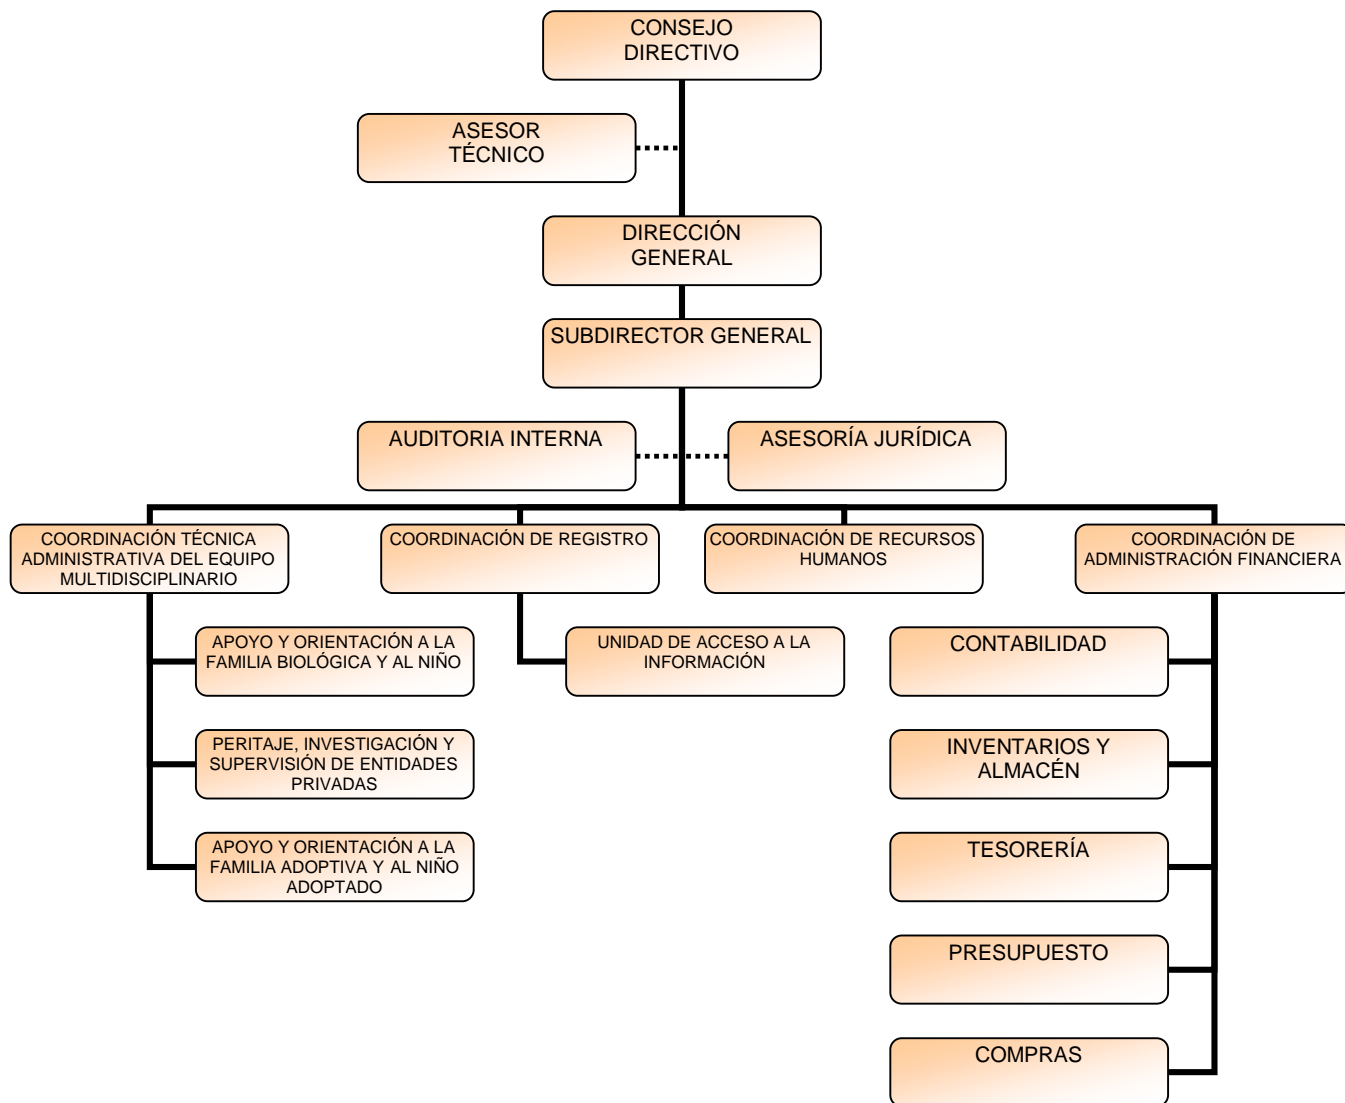 CONSEJO
DIRECTIVO
ASESOR
TÉCNICO
DIRECCIÓN
GENERAL
SUBDIRECTOR GENERAL
AUDITORIA INTERNA
ASESORÍA JURÍDICA
COORDINACIÓN TÉCNICA
ADMINISTRATIVA DEL EQUIPO
MULTIDISCIPLINARIO
COORDINACIÓN DE REGISTRO
COORDINACIÓN DE RECURSOS
HUMANOS
COORDINACIÓN DE
ADMINISTRACIÓN FINANCIERA
APOYO Y ORIENTACIÓN A LA
FAMILIA BIOLÓGICA Y AL NIÑO
UNIDAD DE ACCESO A LA
INFORMACIÓN
CONTABILIDAD
PERITAJE, INVESTIGACIÓN Y
SUPERVISIÓN DE ENTIDADES
PRIVADAS
INVENTARIOS Y
ALMACÉN
APOYO Y ORIENTACIÓN A LA
FAMILIA ADOPTIVA Y AL NIÑO
ADOPTADO
TESORERÍA
PRESUPUESTO
COMPRAS